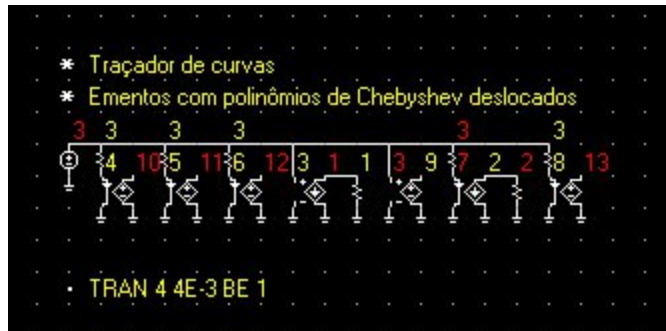 * Traçador de curvas
* Ementos com polinômios de Chebyshev deslocados
3 3 3 3 3 3
4 10 5 11 6 12 3 1 1 3 9 7 2 2 8 13
. TRAN 4 4E-3 BE 1